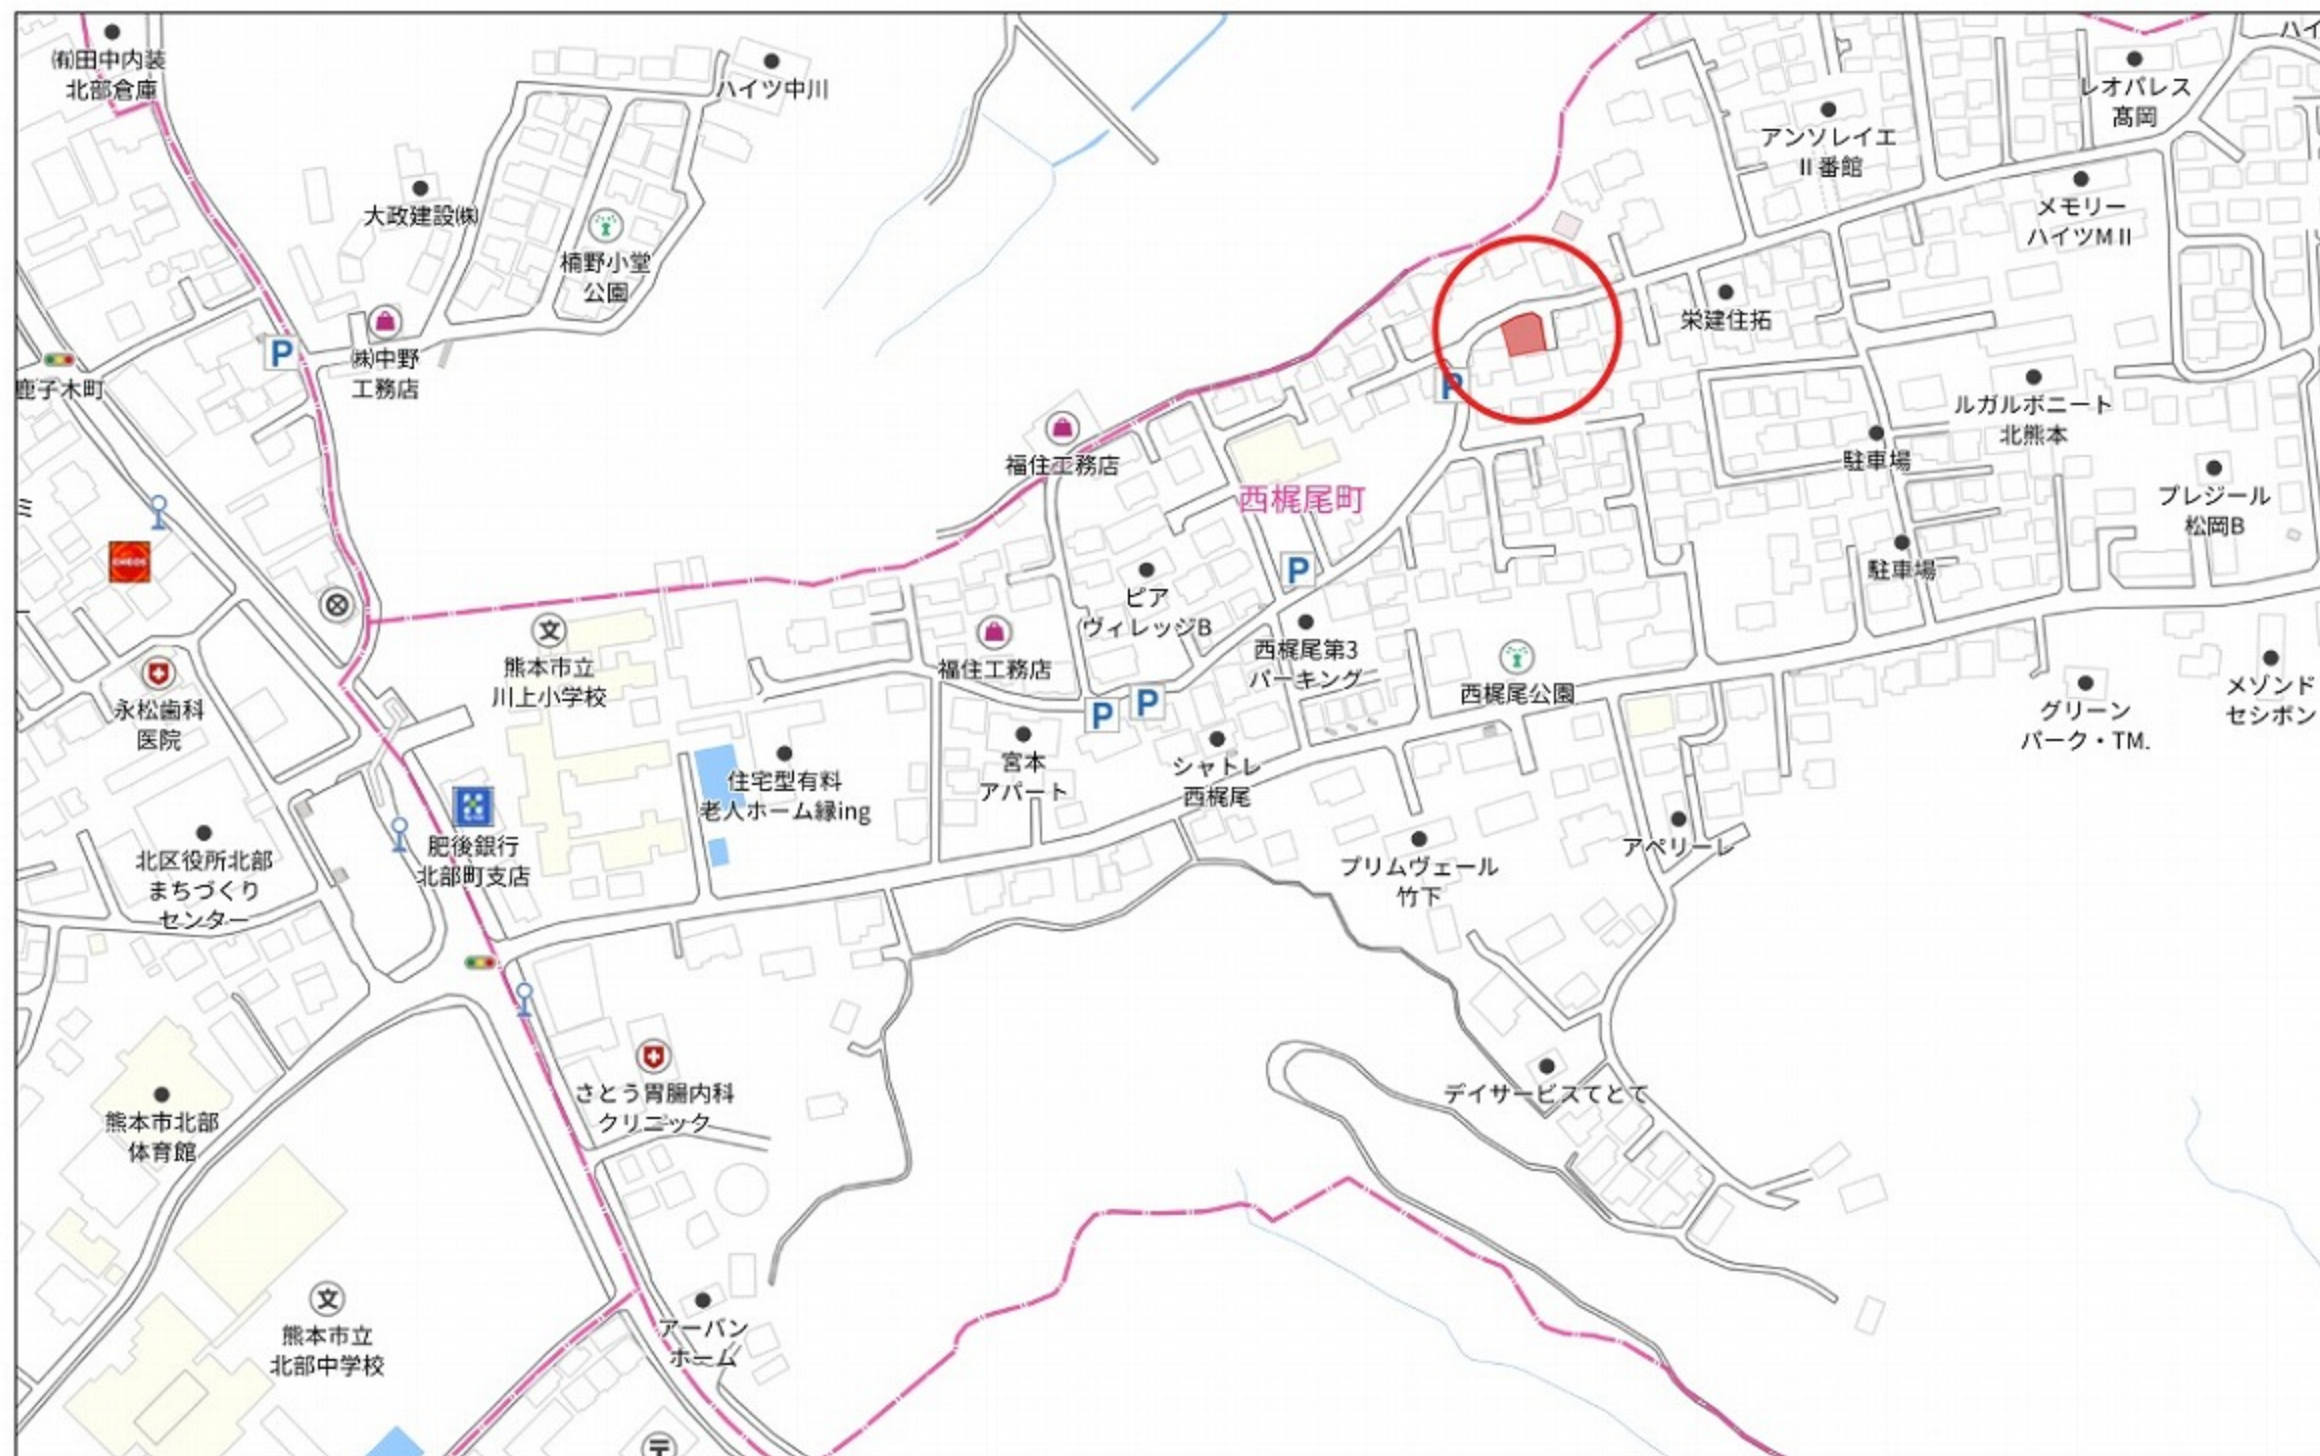 ㈲田中内装
北部倉庫
ハイツ中川
大政建設㈱
楠野小堂
公園
㈱中野
工務店
P
鹿子木町
ENEOS
福住工務店
西梶尾町
アンソレイエ
Ⅱ番館
レオパレス
髙岡
ハイ
メモリー
ハイツMⅡ
栄建住拓
P
ルガルボニート
北熊本
駐車場
プレジール
松岡B
駐車場
P
ピア
ヴィレッジB
福住工務店
西梶尾第3
パーキング
西梶尾公園
グリーン
パーク・TM.
メゾンド
セシボン
文
熊本市立
川上小学校
永松歯科
医院
P
P
宮本
アパート
シャトレ
西梶尾
住宅型有料
老人ホーム縁ing
肥後銀行
北部町支店
北区役所北部
まちづくり
センター
プリムヴェール
竹下
アペリーレ
さとう胃腸内科
クリニック
デイサービスてとて
熊本市北部
体育館
文
熊本市立
北部中学校
アーバン
ホーム